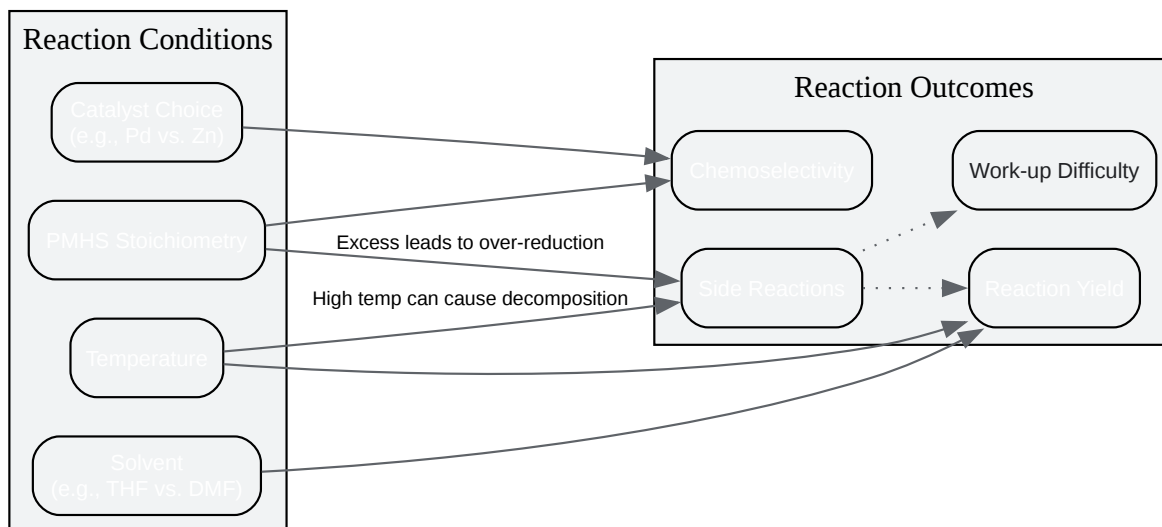 Reaction Conditions
Catalyst Choice
(e.g., Pd vs. Zn)
PMHS Stoichiometry
Temperature
Solvent
(e.g., THF vs. DMF)
Excess leads to over-reduction
High temp can cause decomposition
Reaction Outcomes
Chemoselectivity
Work-up Difficulty
Side Reactions
Reaction Yield